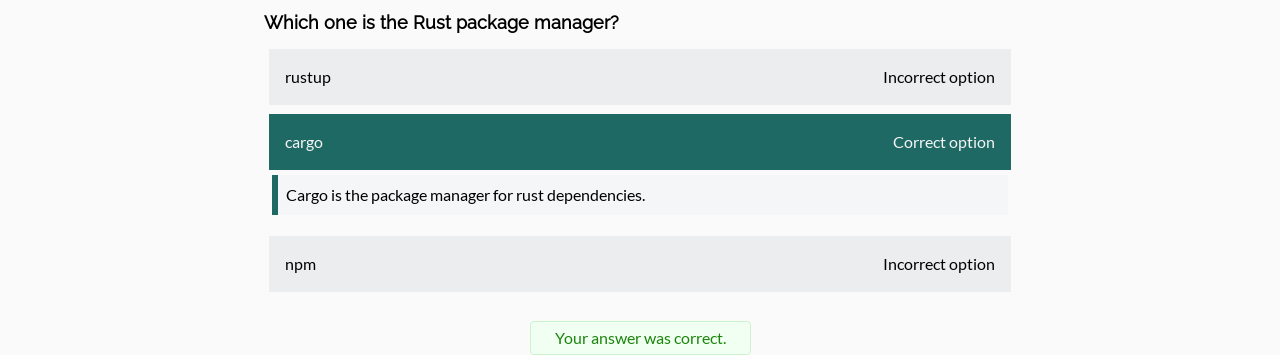 Which one is the Rust package manager?
rustup Incorrect option
cargo Correct option
Cargo is the package manager for rust dependencies.
npm Incorrect option
Your answer was correct.